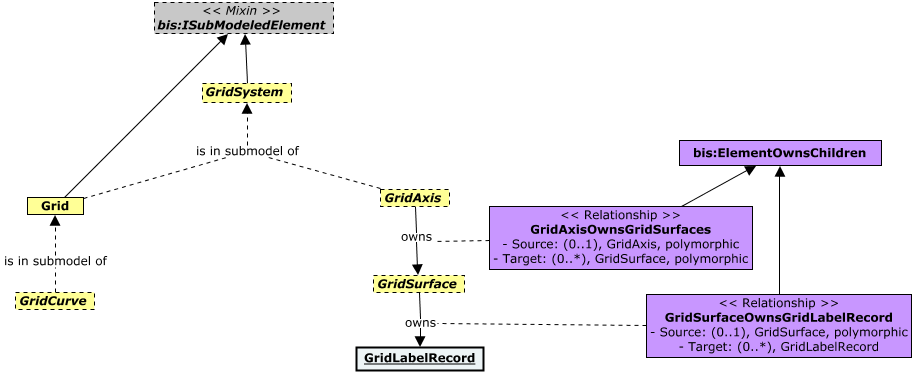 << Mixin >>
bis:ISubModeledElement
GridSystem
is in submodel of
bis:ElementOwnsChildren
Grid
GridAxis
<< Relationship >>
GridAxisOwnsGridSurfaces
- Source: (0..1), GridAxis, polymorphic
- Target: (0..*), GridSurface, polymorphic
owns
is in submodel of
GridCurve
GridSurface
<< Relationship >>
GridSurfaceOwnsGridLabelRecord
- Source: (0..1), GridSurface, polymorphic
- Target: (0..*), GridLabelRecord
owns
GridLabelRecord